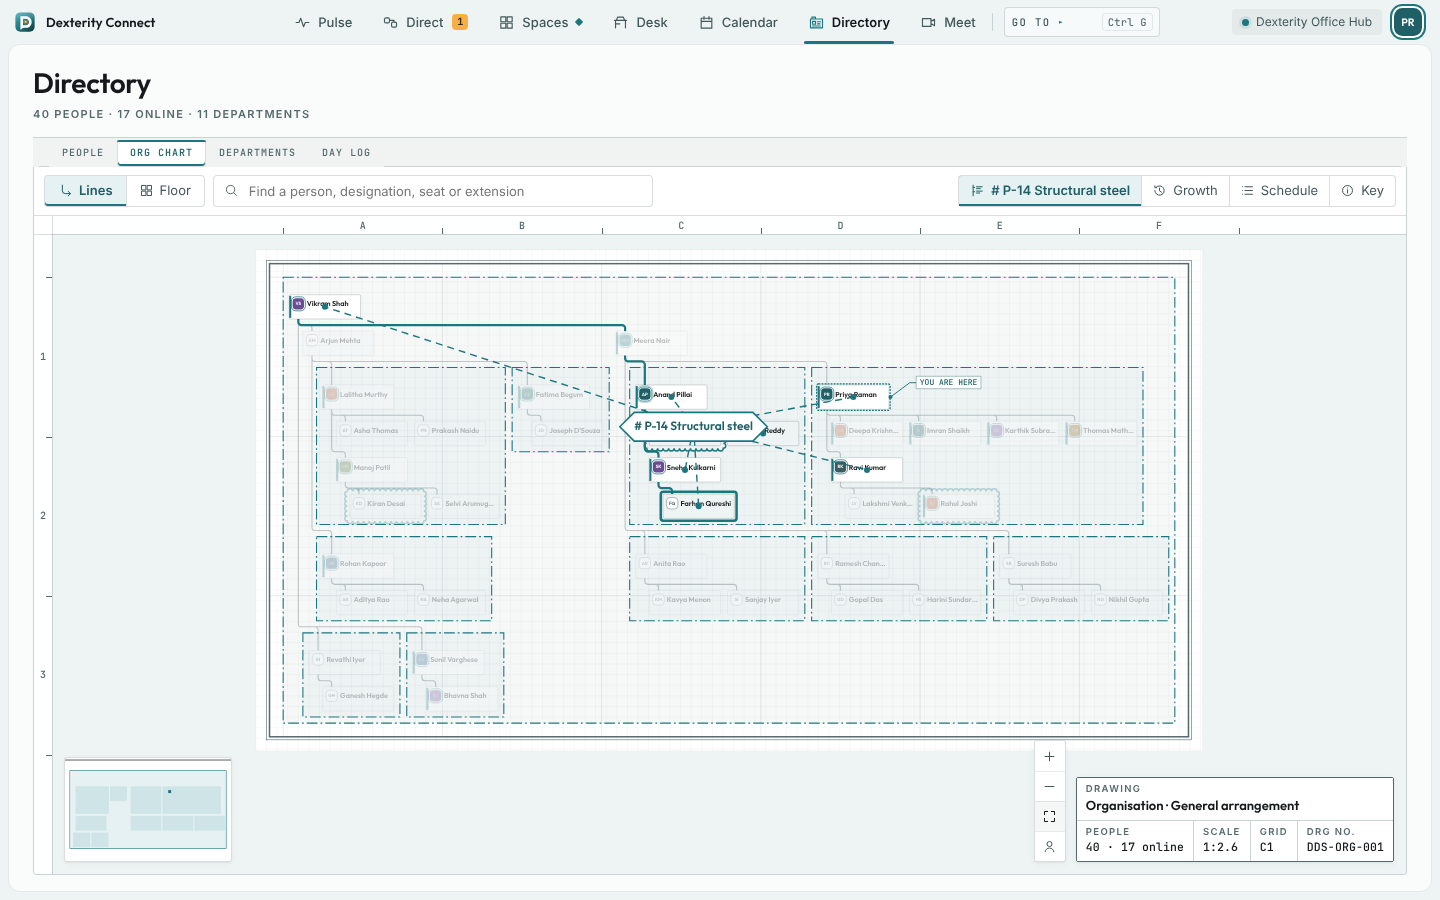 Dexterity Connect
Pulse
Direct 1
Spaces
Desk
Calendar
Directory
Meet
GO TO
Ctrl G
Dexterity Office Hub
PR
Directory
40 PEOPLE · 17 ONLINE · 11 DEPARTMENTS
PEOPLE
ORG CHART
DEPARTMENTS
DAY LOG
Lines
Floor
Find a person, designation, seat or extension
# P-14 Structural steel
Growth
Schedule
Key
A B C D E F
VS Vikram Shah
Arjun Mehta
Meera Nair
1
YOU ARE HERE
Lalitha Murthy
Fatima Begum
AP Anand Pillai
PR Priya Raman
Asha Thomas
Prakash Naidu
Joseph D'Souza
# P-14 Structural steel
Reddy
Deepa Krishn...
Imran Shaikh
Karthik Subra...
Thomas Math...
Manoj Patil
SK Sneha Kulkarni
RK Ravi Kumar
Kiran Desai
Selvi Arumug...
FQ Farhan Qureshi
Lakshmi Venk...
Rahul Joshi
2
Rohan Kapoor
Anita Rao
Ramesh Chan...
Suresh Babu
Aditya Rao
Neha Agarwal
Kavya Menon
Sanjay Iyer
Gopal Das
Harini Sundar...
Divya Prakash
Nikhil Gupta
Revathi Iyer
Sunil Varghese
3
Ganesh Hegde
Bhavna Shah
DRAWING
Organisation · General arrangement
PEOPLE
40 · 17 online
SCALE
1:2.6
GRID
C1
DRG NO.
DDS-ORG-001